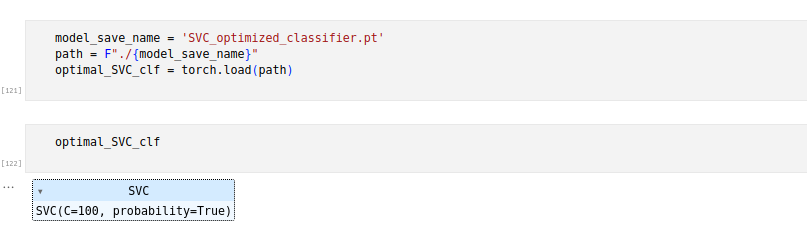 model_save_name = 'SVC_optimized_classifier.pt'
path = F"./{model_save_name}"
optimal_SVC_clf = torch.load(path)
[121]
optimal_SVC_clf
[122]
...
▾ SVC
SVC(C=100, probability=True)